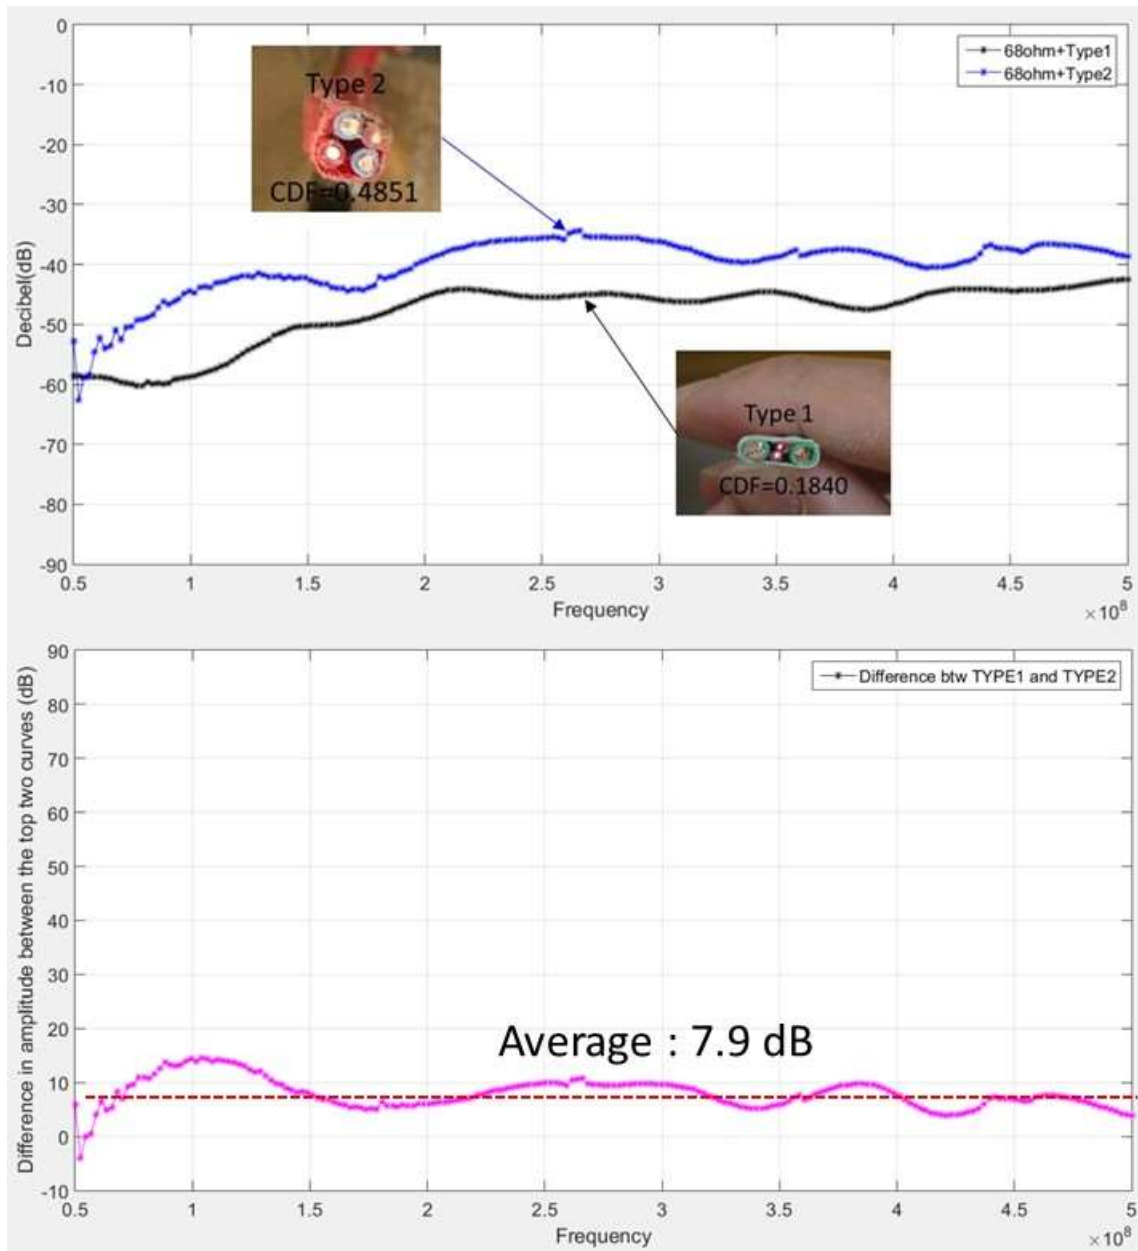 0
-10
-20
-30
-40
-50
-60
-70
-80
-90
Decibel(dB)
68ohm+Type1
68ohm+Type2
Type 2
CDF=0.4851
Type 1
CDF=0.1840
0.5 1 1.5 2 2.5 3 3.5 4 4.5 5
Frequency
×10⁸
90
80
70
60
50
40
30
20
10
0
-10
Difference in amplitude between the top two curves (dB)
Difference btw TYPE1 and TYPE2
Average : 7.9 dB
0.5 1 1.5 2 2.5 3 3.5 4 4.5 5
Frequency
×10⁸